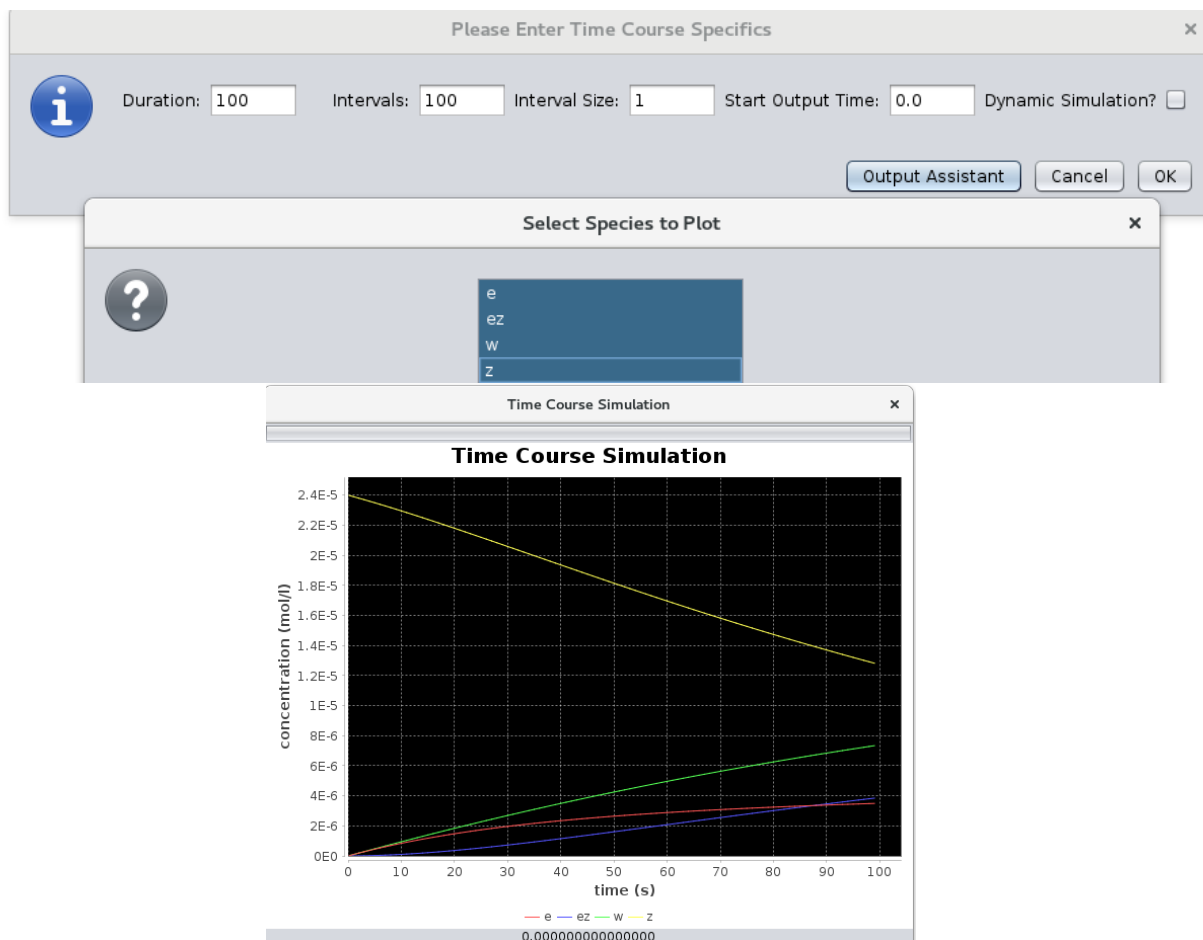 Please Enter Time Course Specifics ×
Duration: 100 Intervals: 100 Interval Size: 1 Start Output Time: 0.0 Dynamic Simulation?
Output Assistant Cancel OK
Select Species to Plot ×
e
ez
w
z
Time Course Simulation ×
Time Course Simulation
concentration (mol/l)
2.4E-5
2.2E-5
2E-5
1.8E-5
1.6E-5
1.4E-5
1.2E-5
1E-5
8E-6
6E-6
4E-6
2E-6
0E0
0 10 20 30 40 50 60 70 80 90 100
time (s)
e ez w z
0.000000000000000